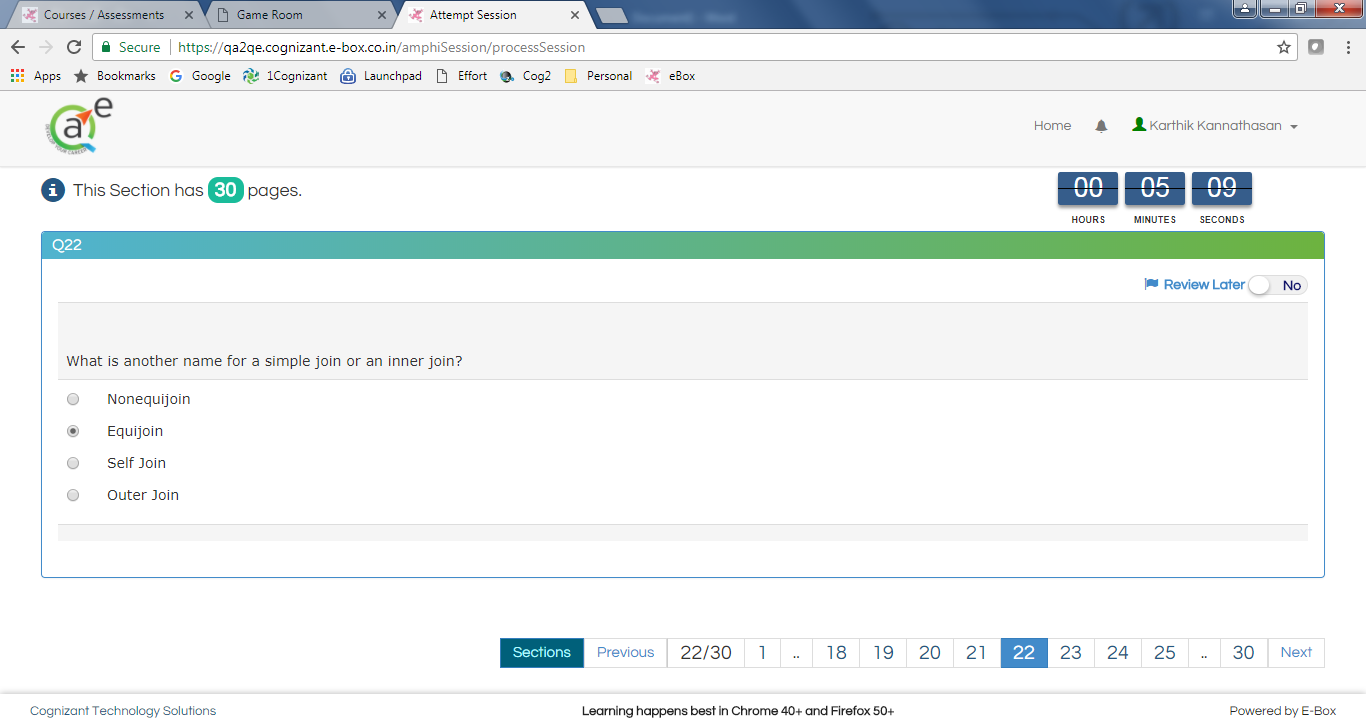 Courses / Assessments
Game Room
Attempt Session
Secure https://qa2qe.cognizant.e-box.co.in/amphiSession/processSession
Apps Bookmarks Google 1Cognizant Launchpad Effort Cog2 Personal eBox
a e
Home Karthik Kannathasan
This Section has 30 pages.
00 05 09
HOURS MINUTES SECONDS
Q22
Review Later No
What is another name for a simple join or an inner join?
Nonequijoin
Equijoin
Self Join
Outer Join
Sections Previous 22/30 1 .. 18 19 20 21 22 23 24 25 .. 30 Next
Cognizant Technology Solutions Learning happens best in Chrome 40+ and Firefox 50+ Powered by E-Box